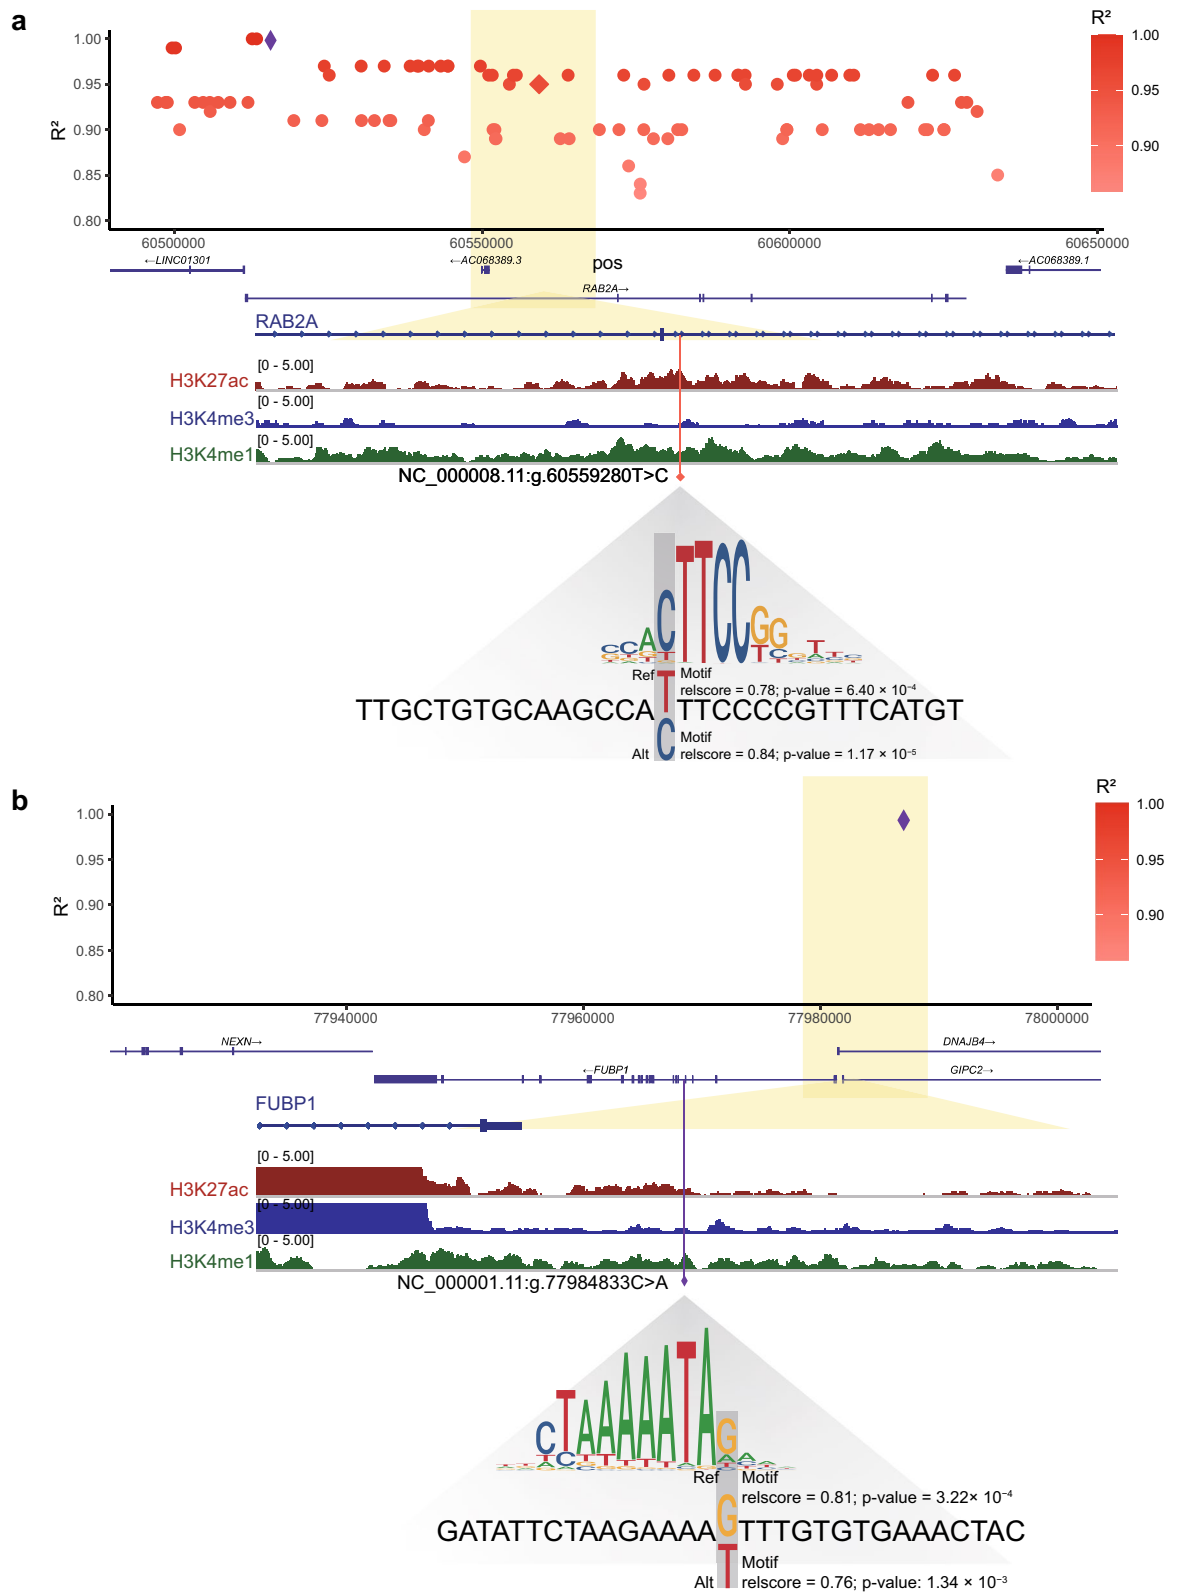 a
R²
1.00
0.95
0.90
0.85
0.80
R²
1.00
0.95
0.90
60500000 60550000 60600000 60650000
pos
←LINC01301 ←AC068389.3 ←AC068389.1
RAB2A→
RAB2A
[0 - 5.00]
H3K27ac
[0 - 5.00]
H3K4me3
[0 - 5.00]
H3K4me1
NC_000008.11:g.60559280T>C
CCACTTCCGG
Ref T Motif
relscore = 0.78; p-value = 6.40 × 10⁻⁴
TTGCTGTGCAAGCCA TTCCCCGTTTCATGT
C Motif
Alt relscore = 0.84; p-value = 1.17 × 10⁻⁵
b
R²
1.00
0.95
0.90
0.85
0.80
R²
1.00
0.95
0.90
77940000 77960000 77980000 78000000
NEXN→ DNAJB4→
←FUBP1 GIPC2→
FUBP1
[0 - 5.00]
H3K27ac
[0 - 5.00]
H3K4me3
[0 - 5.00]
H3K4me1
NC_000001.11:g.77984833C>A
CTAAAAATAG
Ref Motif
relscore = 0.81; p-value = 3.22× 10⁻⁴
GATATTCTAAGAAAAGTTTGTGTGAAACTAC
T Motif
Alt relscore = 0.76; p-value: 1.34 × 10⁻³